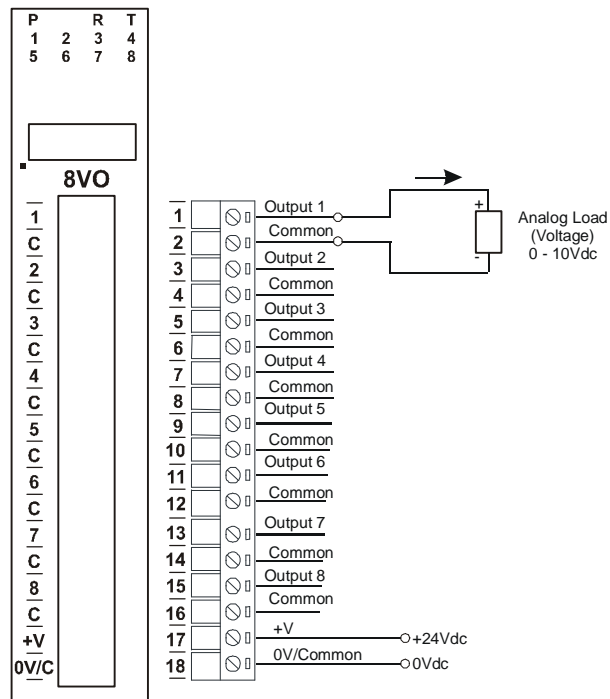 P R T
1 2 3 4
5 6 7 8
8VO
1
C
2
C
3
C
4
C
5
C
6
C
7
C
8
C
+V
0V/C
1 Output 1
2 Common
3 Output 2
4 Common
5 Output 3
6 Common
7 Output 4
8 Common
9 Output 5
10 Common
11 Output 6
12 Common
13 Output 7
14 Common
15 Output 8
16 Common
17 +V +24Vdc
18 0V/Common 0Vdc
+
-
Analog Load
(Voltage)
0 - 10Vdc